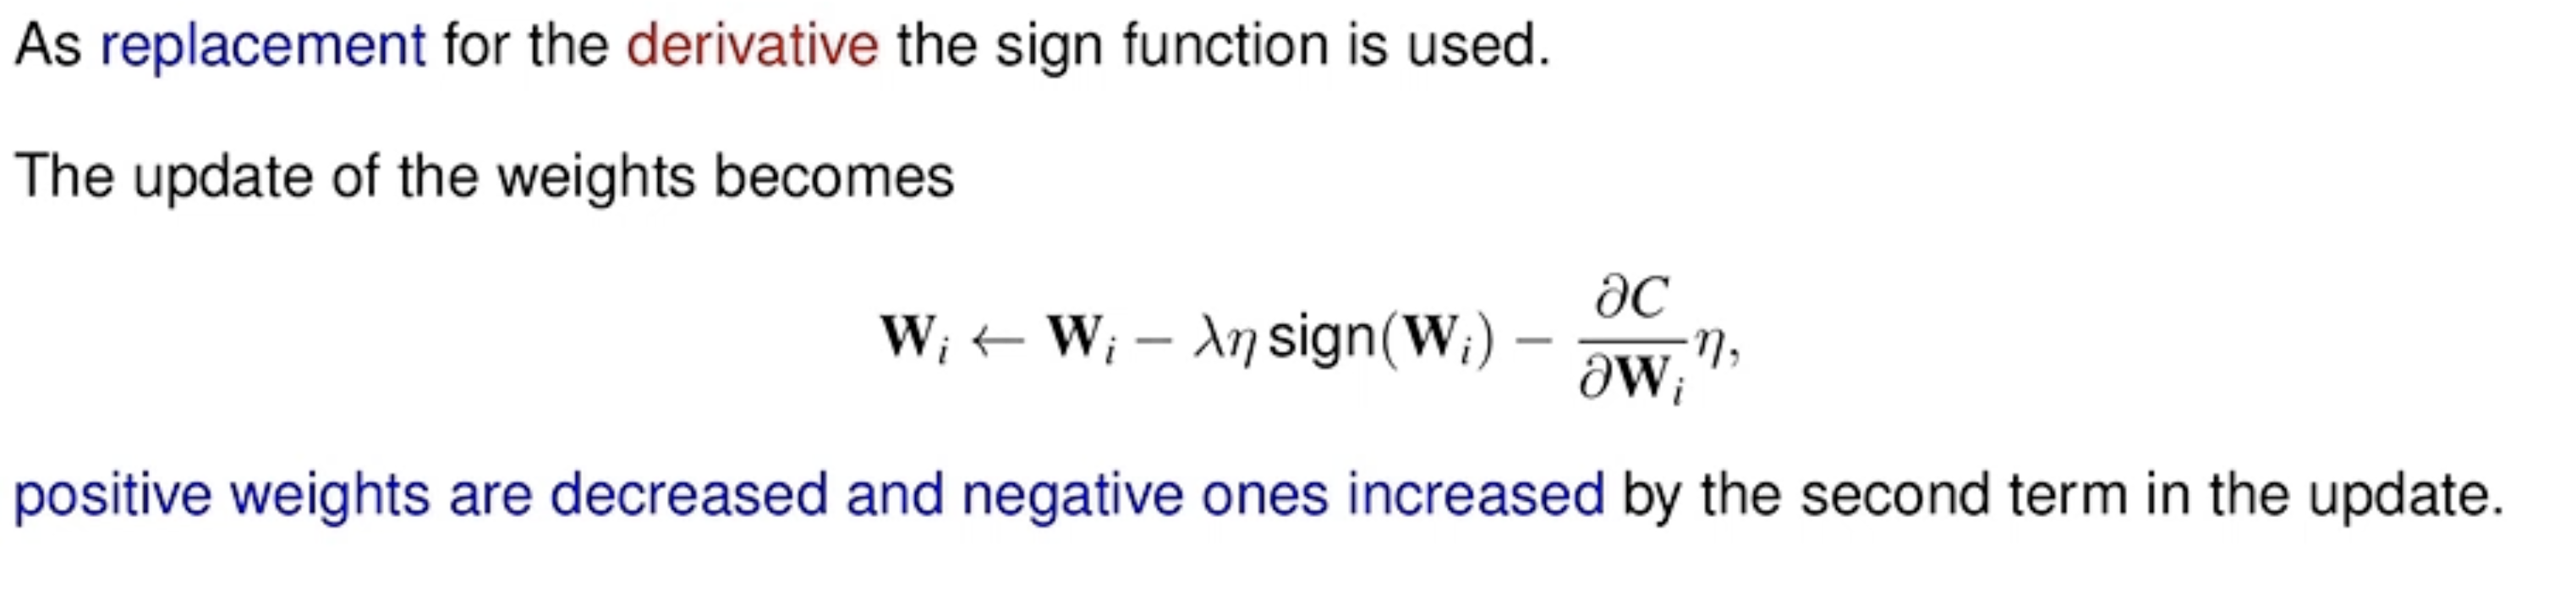 As replacement for the derivative the sign function is used.
The update of the weights becomes
W_i ← W_i − λη sign(W_i) − ∂C/∂W_i η,
positive weights are decreased and negative ones increased by the second term in the update.